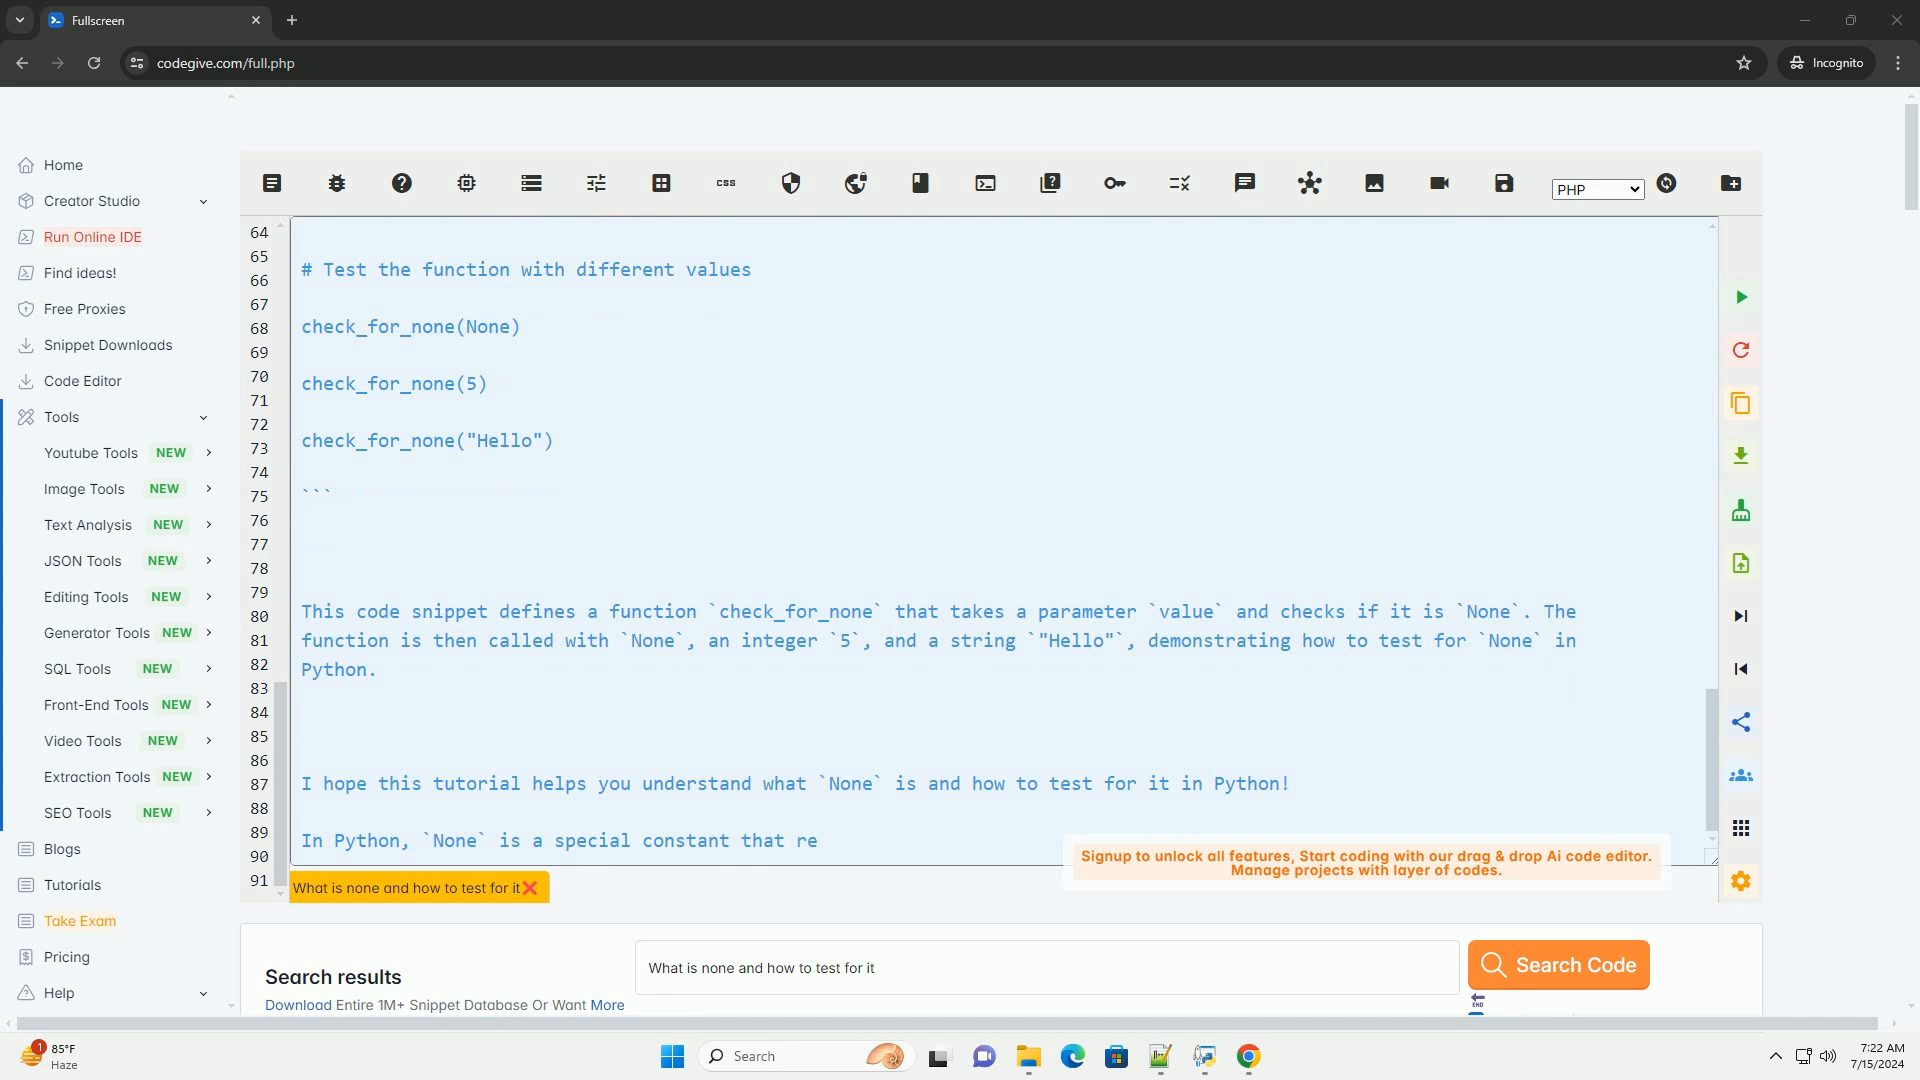 Fullscreen
codegive.com/full.php
Incognito
Home
Creator Studio
Run Online IDE
Find ideas!
Free Proxies
Snippet Downloads
Code Editor
Tools
Youtube Tools NEW
Image Tools NEW
Text Analysis NEW
JSON Tools NEW
Editing Tools NEW
Generator Tools NEW
SQL Tools NEW
Front-End Tools NEW
Video Tools NEW
Extraction Tools NEW
SEO Tools NEW
Blogs
Tutorials
Take Exam
Pricing
Help
css
PHP
64
65
66
67
68
69
70
71
72
73
74
75
76
77
78
79
80
81
82
83
84
85
86
87
88
89
90
91
# Test the function with different values
check_for_none(None)
check_for_none(5)
check_for_none("Hello")
```
This code snippet defines a function `check_for_none` that takes a parameter `value` and checks if it is `None`. The
function is then called with `None`, an integer `5`, and a string `"Hello"`, demonstrating how to test for `None` in
Python.
I hope this tutorial helps you understand what `None` is and how to test for it in Python!
In Python, `None` is a special constant that re
Signup to unlock all features, Start coding with our drag & drop Ai code editor.
Manage projects with layer of codes.
What is none and how to test for it❌
Search results
Download Entire 1M+ Snippet Database Or Want More
What is none and how to test for it
Search Code
END
1
85°F
Haze
Search
7:22 AM
7/15/2024